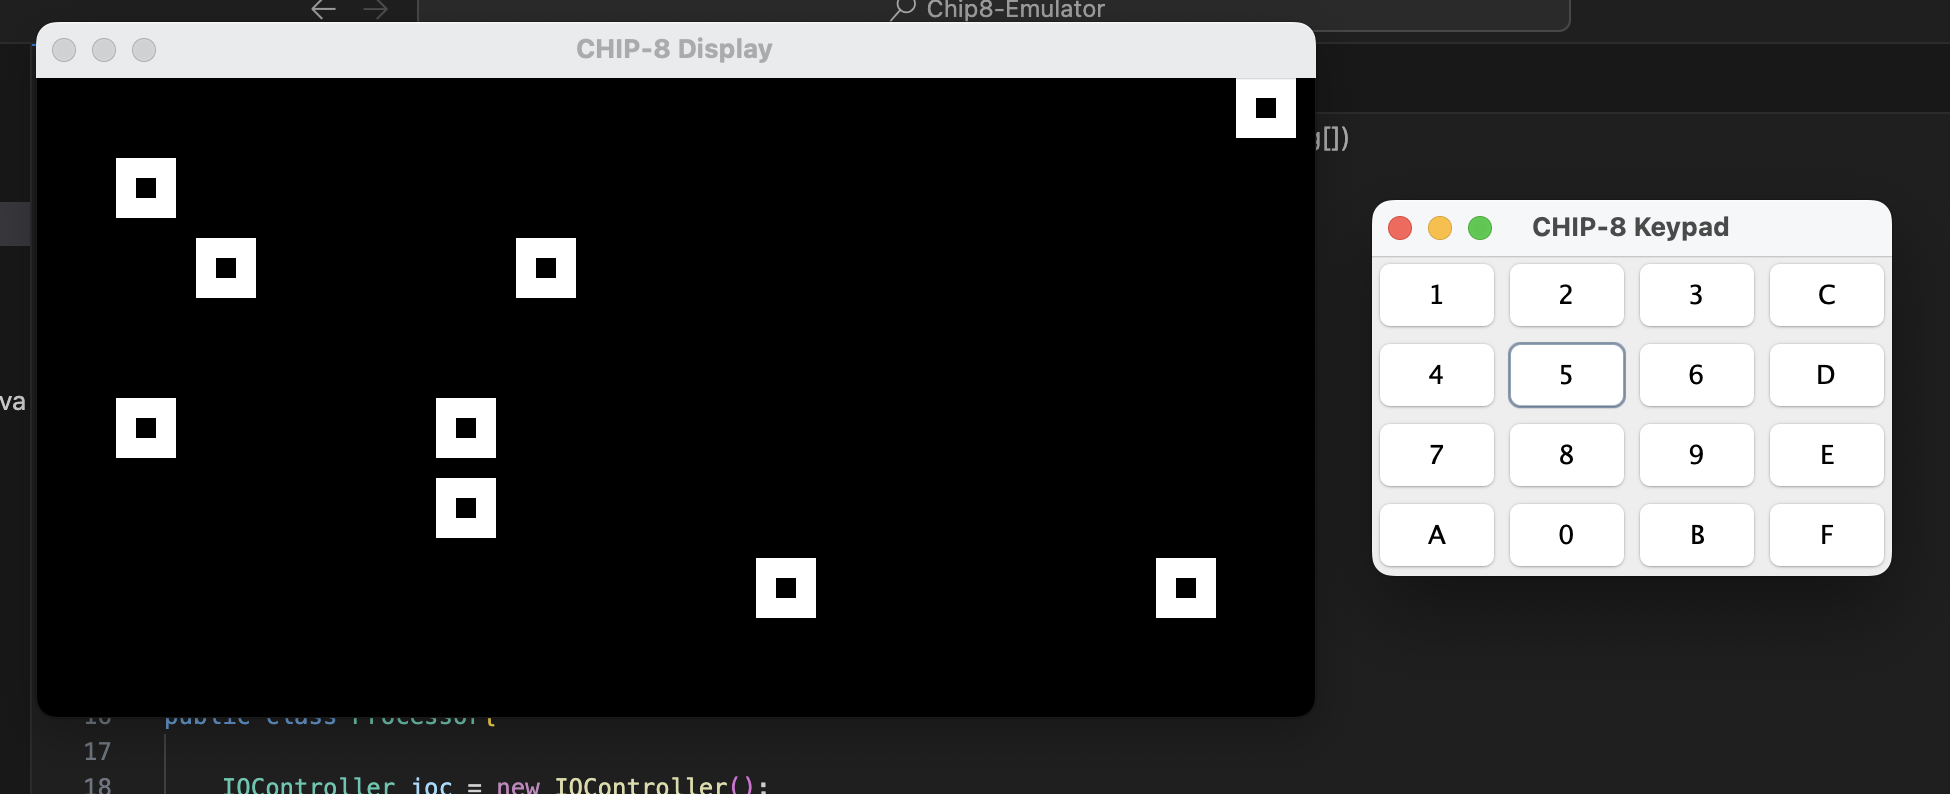 Chip8-Emulator
CHIP-8 Display
g[])
CHIP-8 Keypad
1 2 3 C
4 5 6 D
7 8 9 E
A 0 B F
va
16 public class Processor{
17
18 IOController ioc = new IOController();